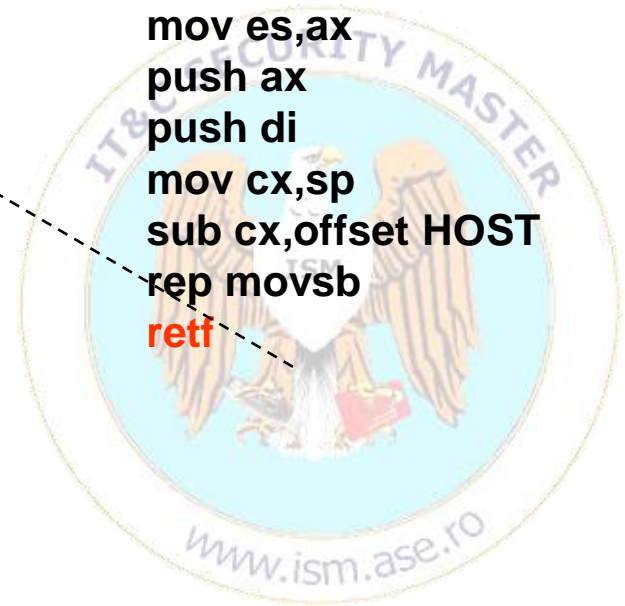 mov es,ax
push ax
push di
mov cx,sp
sub cx,offset HOST
rep movsb
retf
IT&C SECURITY MASTER
ISM
www.ism.ase.ro